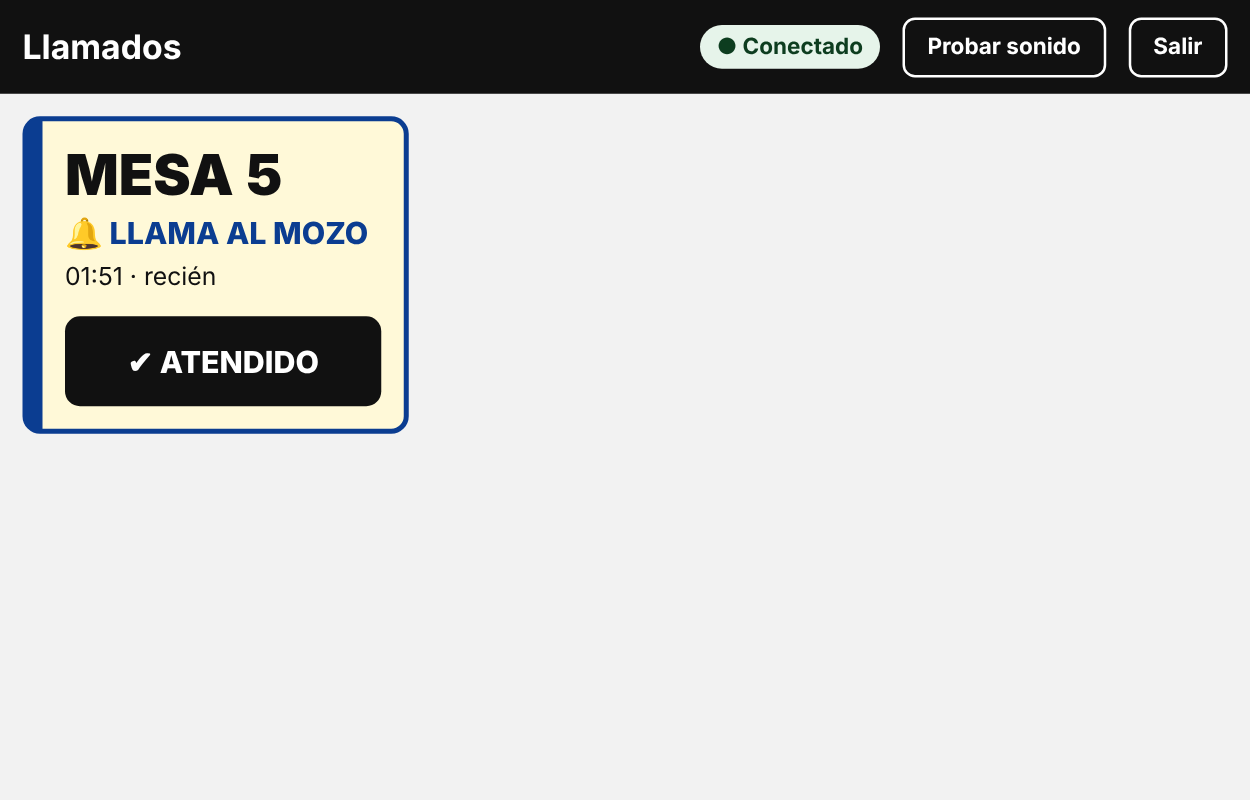 Llamados
● Conectado
Probar sonido
Salir
MESA 5
🔔 LLAMA AL MOZO
01:51 · recién
✔ ATENDIDO